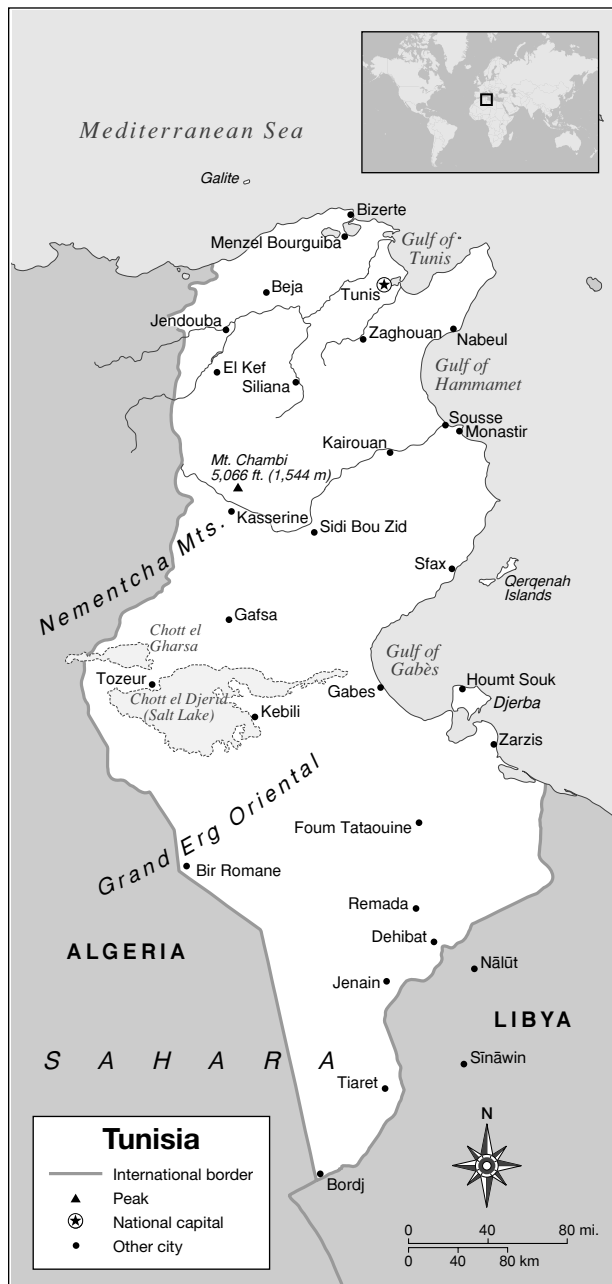 Mediterranean Sea
Galite
Bizerte
Menzel Bourguiba
Gulf of
Tunis
Beja
Tunis
Jendouba
Zaghouan
Nabeul
El Kef
Siliana
Gulf of
Hammamet
Sousse
Monastir
Kairouan
Mt. Chambi
5,066 ft. (1,544 m)
Kasserine
Sidi Bou Zid
Nementcha Mts.
Sfax
Qerqenah
Islands
Gafsa
Chott el
Gharsa
Gulf of
Gabès
Tozeur
Chott el Djerid
(Salt Lake)
Kebili
Gabes
Houmt Souk
Djerba
Zarzis
Grand Erg Oriental
Foum Tataouine
Bir Romane
Remada
Dehibat
ALGERIA
Nālūt
Jenain
LIBYA
SAHARA
Sīnāwin
Tiaret
Bordj
Tunisia
International border
Peak
National capital
Other city
N
0 40 80 mi.
0 40 80 km